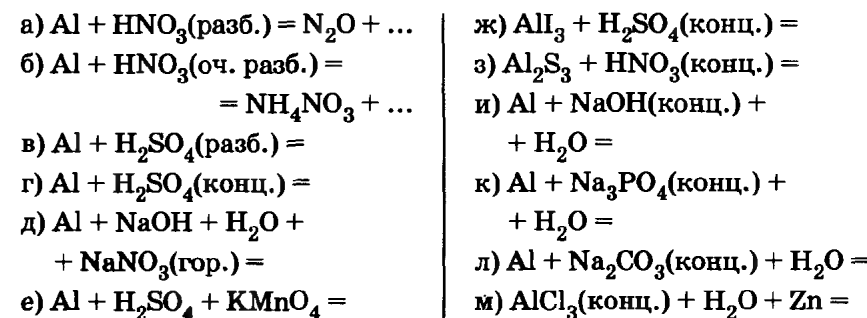 а) Al + HNO₃(разб.) = N₂O + ...
б) Al + HNO₃(оч. разб.) =
= NH₄NO₃ + ...
в) Al + H₂SO₄(разб.) =
г) Al + H₂SO₄(конц.) =
д) Al + NaOH + H₂O +
+ NaNO₃(гор.) =
е) Al + H₂SO₄ + KMnO₄ =
ж) AlI₃ + H₂SO₄(конц.) =
з) Al₂S₃ + HNO₃(конц.) =
и) Al + NaOH(конц.) +
+ H₂O =
к) Al + Na₃PO₄(конц.) +
+ H₂O =
л) Al + Na₂CO₃(конц.) + H₂O =
м) AlCl₃(конц.) + H₂O + Zn =